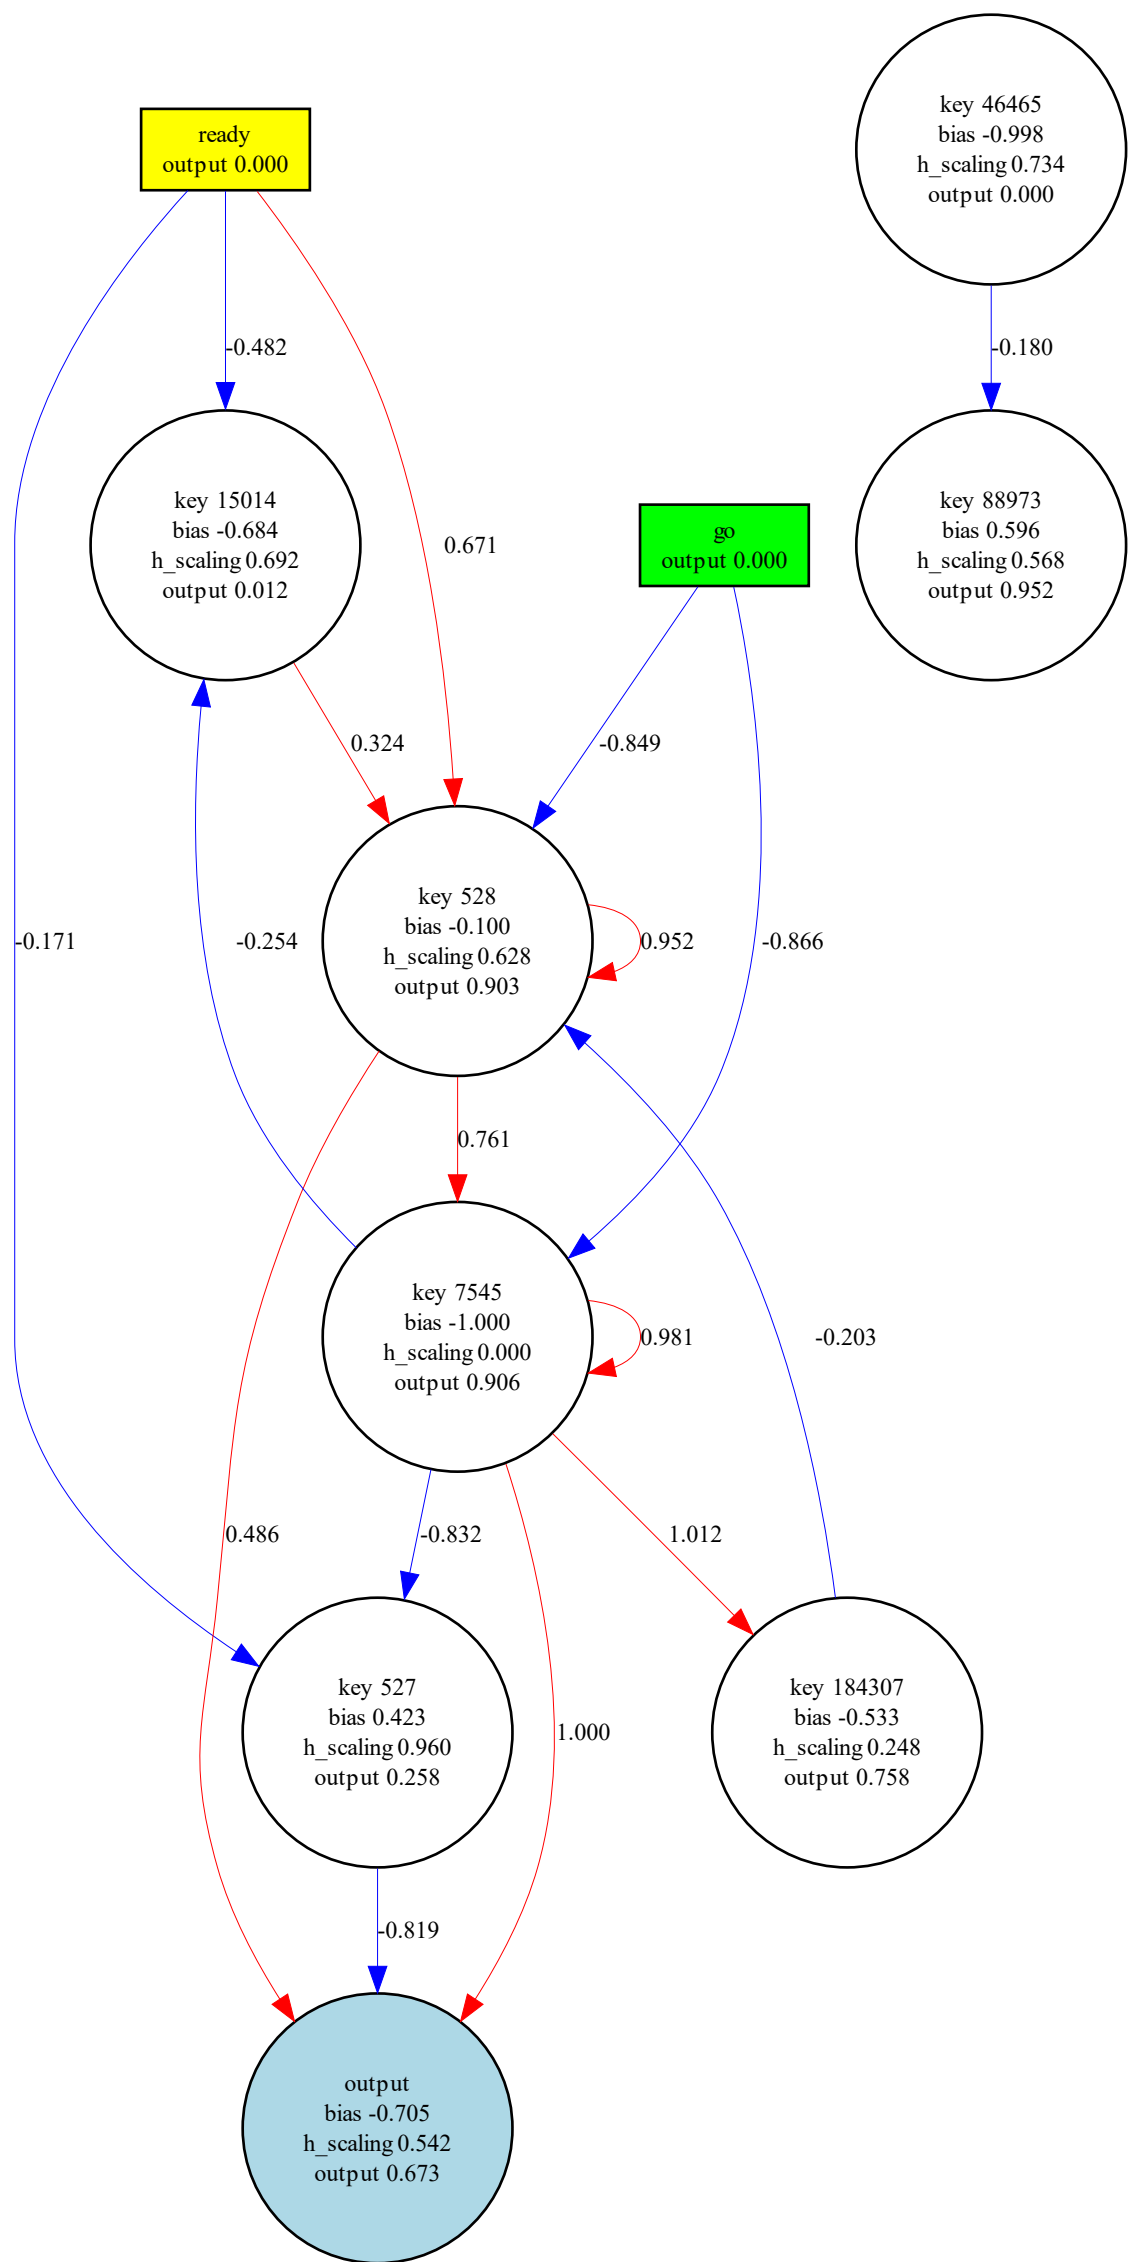 key 46465
bias -0.998
h_scaling 0.734
output 0.000
ready
output 0.000
-0.482
-0.180
key 15014
bias -0.684
h_scaling 0.692
output 0.012
0.671
go
output 0.000
key 88973
bias 0.596
h_scaling 0.568
output 0.952
0.324
-0.849
key 528
bias -0.100
h_scaling 0.628
output 0.903
-0.171
-0.254
0.952
-0.866
0.761
key 7545
bias -1.000
h_scaling 0.000
output 0.906
0.981
-0.203
0.486
-0.832
1.012
key 527
bias 0.423
h_scaling 0.960
output 0.258
1.000
key 184307
bias -0.533
h_scaling 0.248
output 0.758
-0.819
output
bias -0.705
h_scaling 0.542
output 0.673